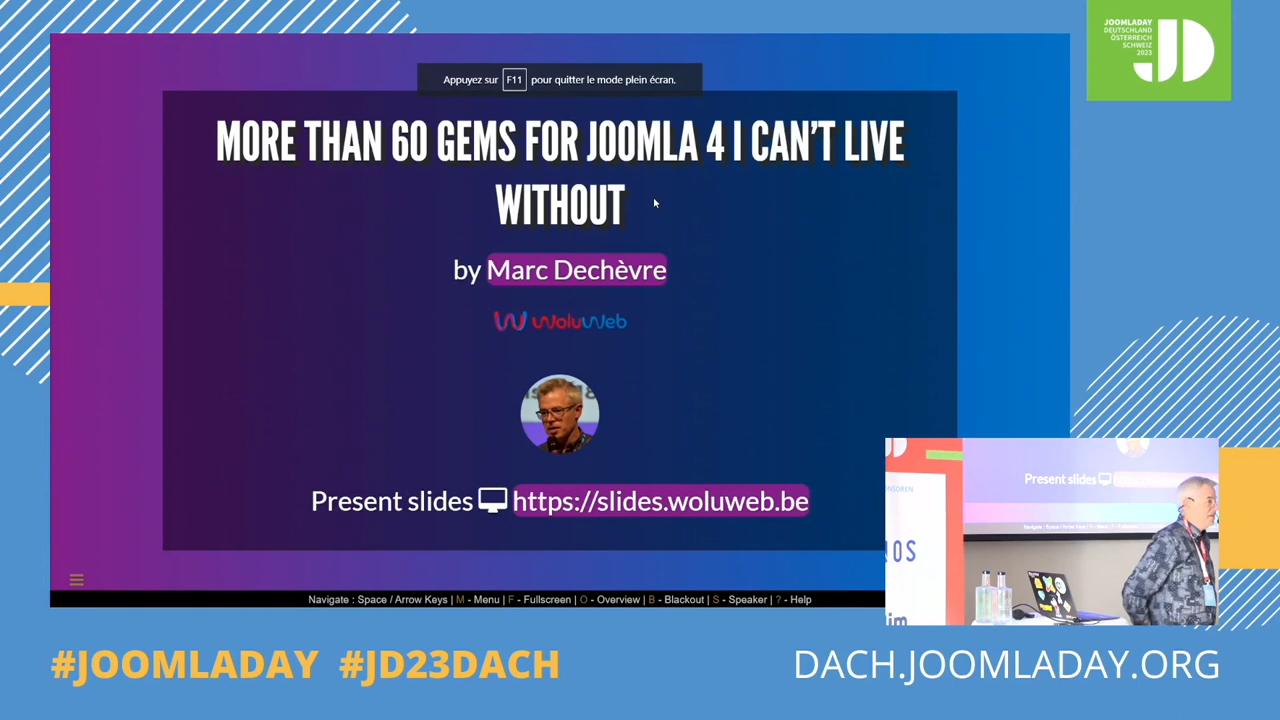 JOOMLADAY
DEUTSCHLAND
ÖSTERREICH
SCHWEIZ
2023
JD
Appuyez sur F11 pour quitter le mode plein écran.
MORE THAN 60 GEMS FOR JOOMLA 4 I CAN'T LIVE
WITHOUT
by Marc Dechèvre
W WoluWeb
Present slides https://slides.woluweb.be
Present slides
SOREN
Navigate : Space / Arrow Keys | M - Menu | F - Fullscreen | O - Overview | B - Blackout | S - Speaker | ? - Help
#JOOMLADAY #JD23DACH
DACH.JOOMLADAY.ORG